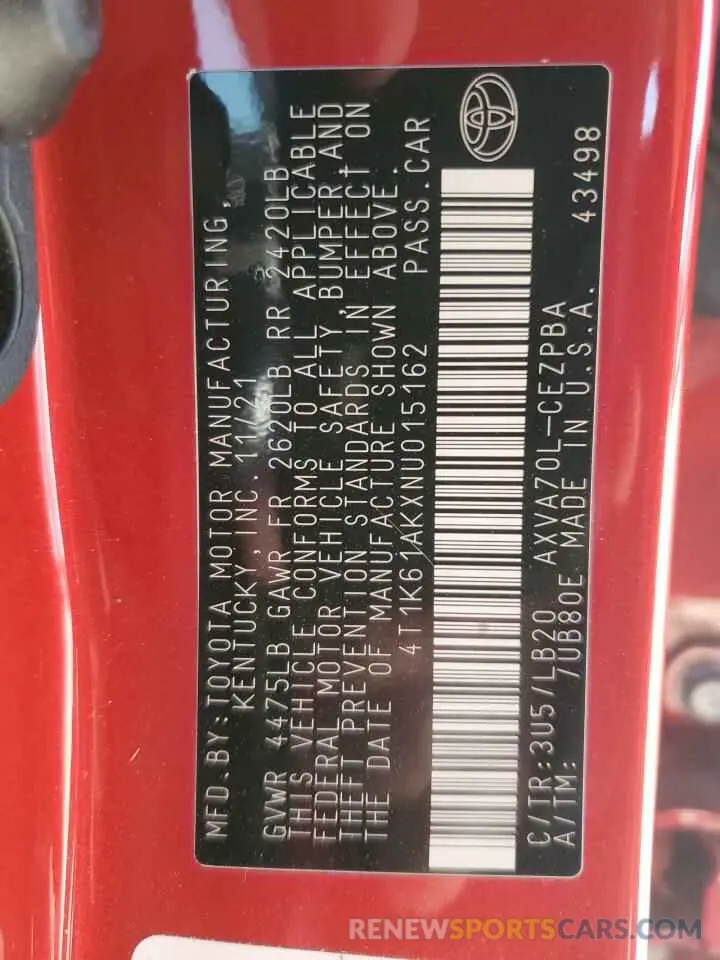 MFD.BY:TOYOTA MOTOR MANUFACTURING,
KENTUCKY,INC. 11/21
GVWR 4475LB GAWR FR 2620LB RR 2420LB
THIS VEHICLE CONFORMS TO ALL APPLICABLE
FEDERAL MOTOR VEHICLE SAFETY, BUMPER, AND
THEFT PREVENTION STANDARDS IN EFFECT ON
THE DATE OF MANUFACTURE SHOWN ABOVE.
4T1K61AKXNU015162 PASS.CAR
C/TR:3U5/LB20 AXVA70L-CEZPBA
A/TM: /UB80E MADE IN U.S.A. 43498
RENEWSPORTSCARS.COM